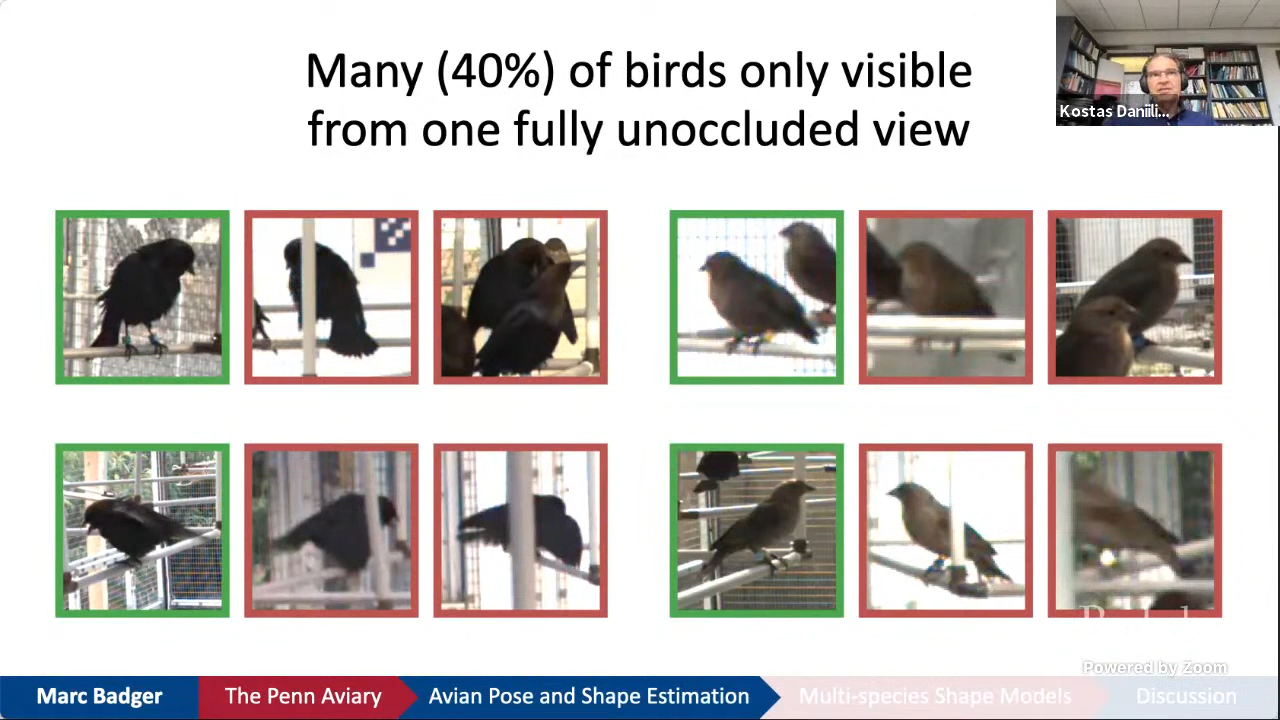 Many (40%) of birds only visible
from one fully unoccluded view
Kostas Daniili...
Powered by Zoom
Marc Badger
The Penn Aviary
Avian Pose and Shape Estimation
Multi-species Shape Models
Discussion